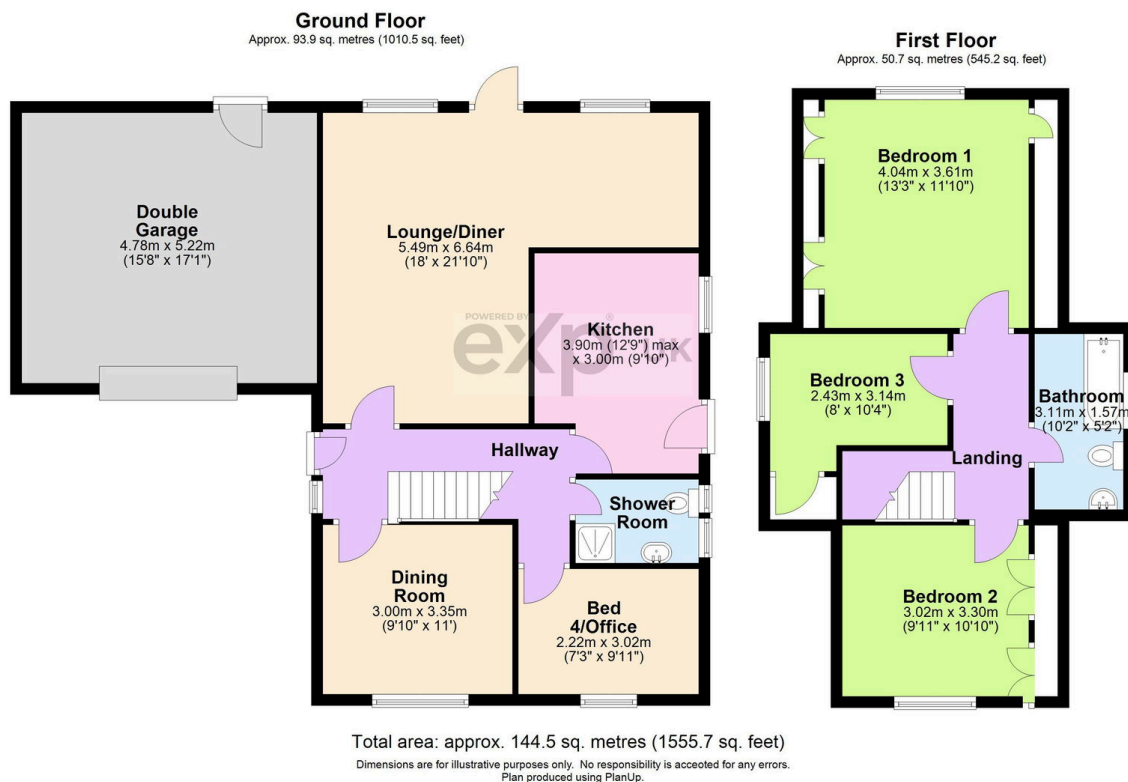 Ground Floor
Approx. 93.9 sq. metres (1010.5 sq. feet)
First Floor
Approx. 50.7 sq. metres (545.2 sq. feet)
Double
Garage
4.78m x 5.22m
(15'8" x 17'1")
Lounge/Diner
5.49m x 6.64m
(18' x 21'10")
POWERED BY
eXp® UK
Kitchen
3.90m (12'9") max
x 3.00m (9'10")
Hallway
Shower
Room
Dining
Room
3.00m x 3.35m
(9'10" x 11')
Bed
4/Office
2.22m x 3.02m
(7'3" x 9'11")
Bedroom 1
4.04m x 3.61m
(13'3" x 11'10")
Bedroom 3
2.43m x 3.14m
(8' x 10'4")
Bathroom
3.11m x 1.57m
(10'2" x 5'2")
Landing
Bedroom 2
3.02m x 3.30m
(9'11" x 10'10")
Total area: approx. 144.5 sq. metres (1555.7 sq. feet)
Dimensions are for illustrative purposes only. No responsibility is accepted for any errors.
Plan produced using PlanUp.